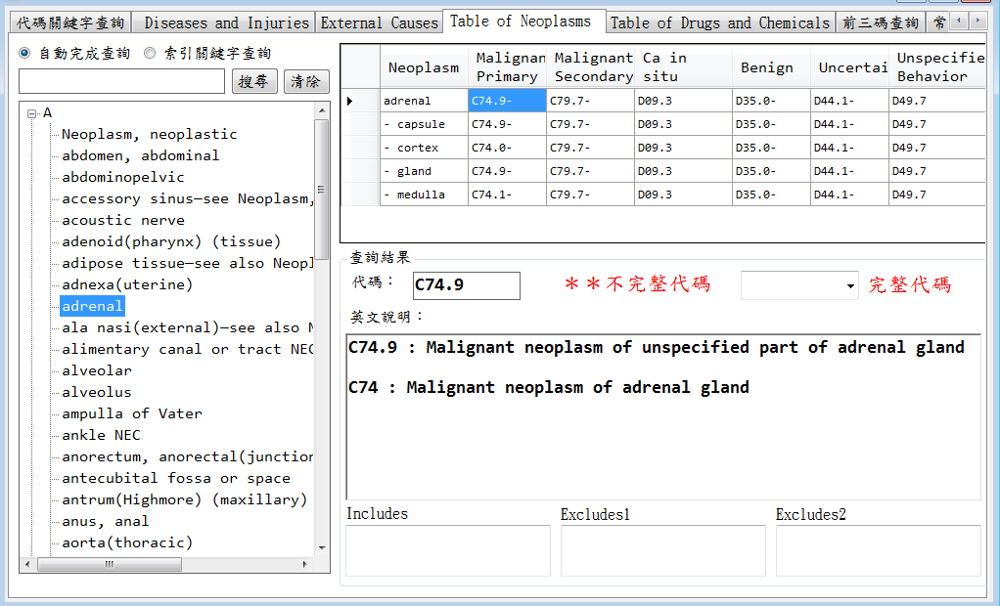 代碼關鍵字查詢 Diseases and Injuries External Causes Table of Neoplasms Table of Drugs and Chemicals 前三碼查詢 常
自動完成查詢 索引關鍵字查詢
搜尋 清除
A
Neoplasm, neoplastic
abdomen, abdominal
abdominopelvic
accessory sinus—see Neoplasm,
acoustic nerve
adenoid(pharynx) (tissue)
adipose tissue—see also Neopl
adnexa(uterine)
adrenal
ala nasi(external)—see also N
alimentary canal or tract NEC
alveolar
alveolus
ampulla of Vater
ankle NEC
anorectum, anorectal(junction
antecubital fossa or space
antrum(Highmore) (maxillary)
anus, anal
aorta(thoracic)
Neoplasm Malignan Primary Malignant Secondary Ca in situ Benign Uncertai Unspecifie Behavior
adrenal C74.9- C79.7- D09.3 D35.0- D44.1- D49.7
- capsule C74.9- C79.7- D09.3 D35.0- D44.1- D49.7
- cortex C74.0- C79.7- D09.3 D35.0- D44.1- D49.7
- gland C74.9- C79.7- D09.3 D35.0- D44.1- D49.7
- medulla C74.1- C79.7- D09.3 D35.0- D44.1- D49.7
查詢結果
代碼： C74.9 **不完整代碼 完整代碼
英文說明：
C74.9 : Malignant neoplasm of unspecified part of adrenal gland
C74 : Malignant neoplasm of adrenal gland
Includes Excludes1 Excludes2